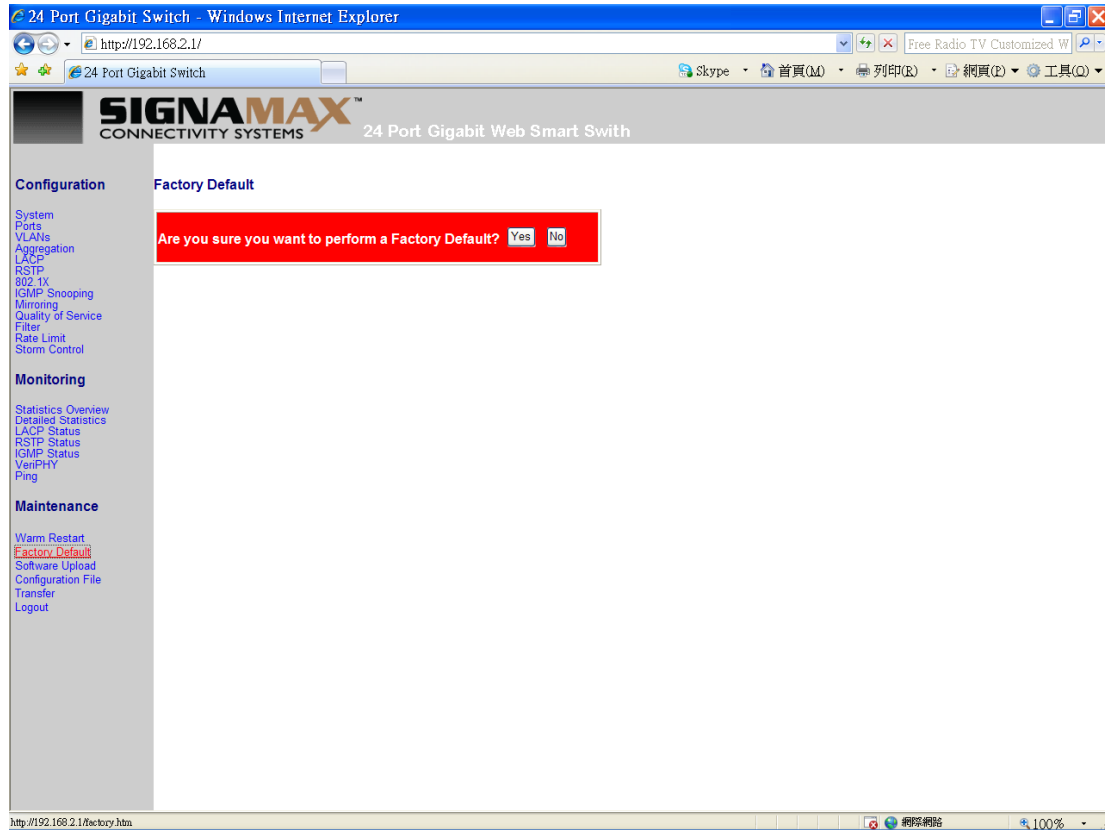 24 Port Gigabit Switch - Windows Internet Explorer
http://192.168.2.1/
Free Radio TV Customized W
24 Port Gigabit Switch
Skype
首頁(M)
列印(R)
網頁(P)
工具(O)
SIGNAMAX™
CONNECTIVITY SYSTEMS
24 Port Gigabit Web Smart Swith
Configuration
System
Ports
VLANs
Aggregation
LACP
RSTP
802.1X
IGMP Snooping
Mirroring
Quality of Service
Filter
Rate Limit
Storm Control
Monitoring
Statistics Overview
Detailed Statistics
LACP Status
RSTP Status
IGMP Status
VeriPHY
Ping
Maintenance
Warm Restart
Factory Default
Software Upload
Configuration File
Transfer
Logout
Factory Default
Are you sure you want to perform a Factory Default? Yes No
http://192.168.2.1/factory.htm
網際網路
100%